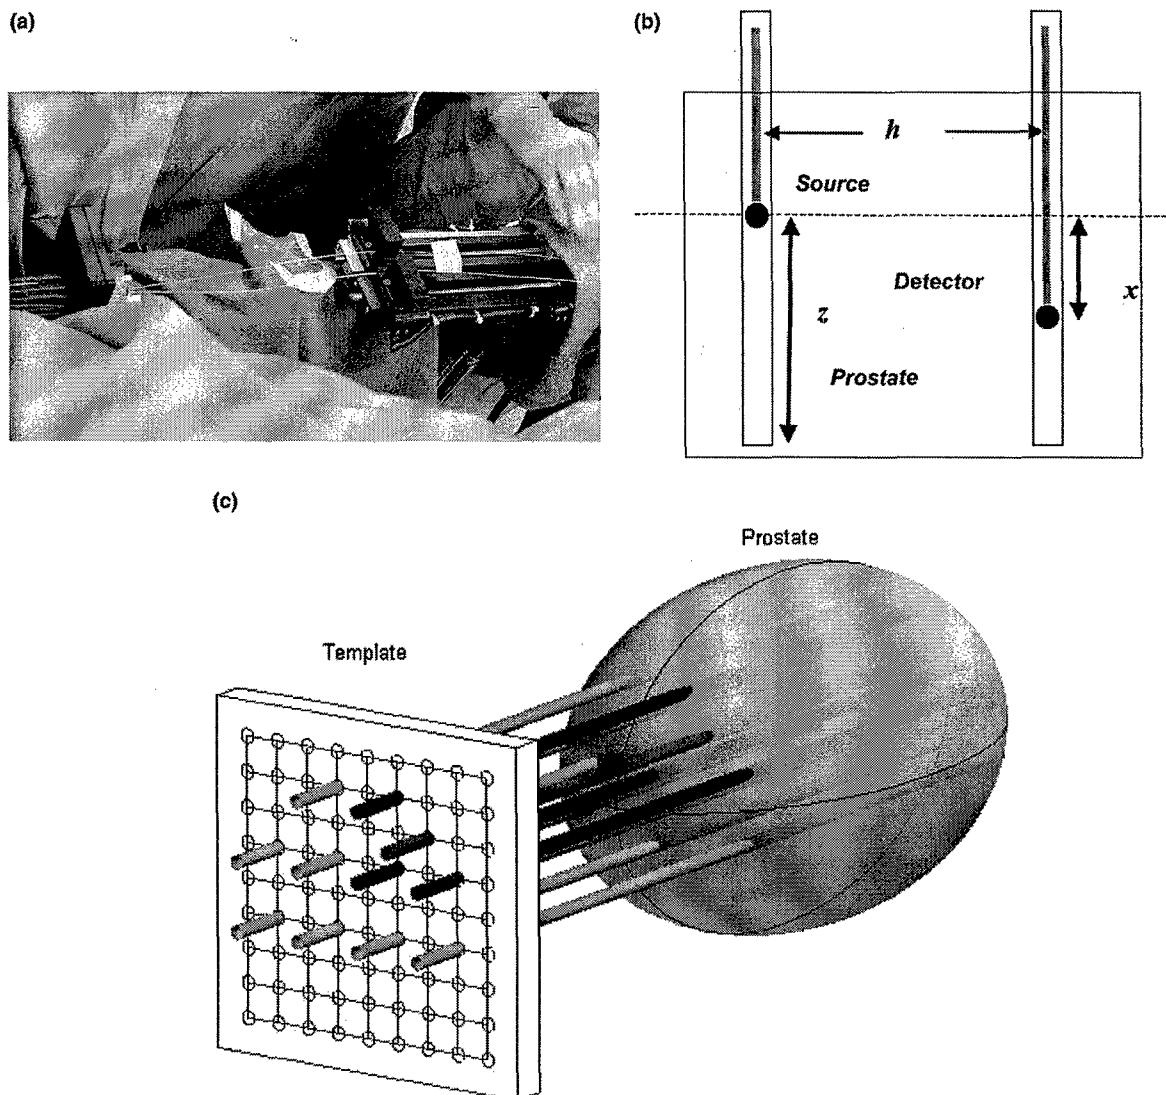 (a)
(b)
h
Source
Detector
x
z
Prostate
(c)
Prostate
Template